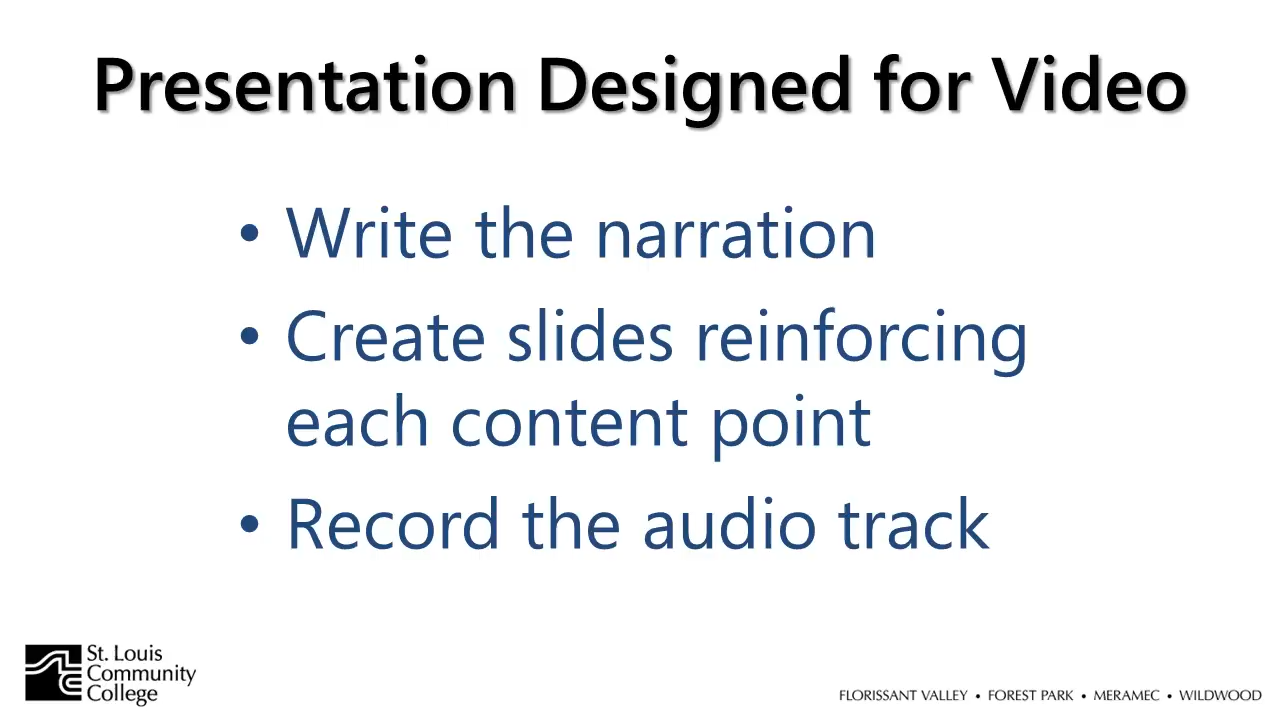 Presentation Designed for Video
• Write the narration
• Create slides reinforcing
each content point
• Record the audio track
St. Louis
Community
College
FLORISSANT VALLEY • FOREST PARK • MERAMEC • WILDWOOD